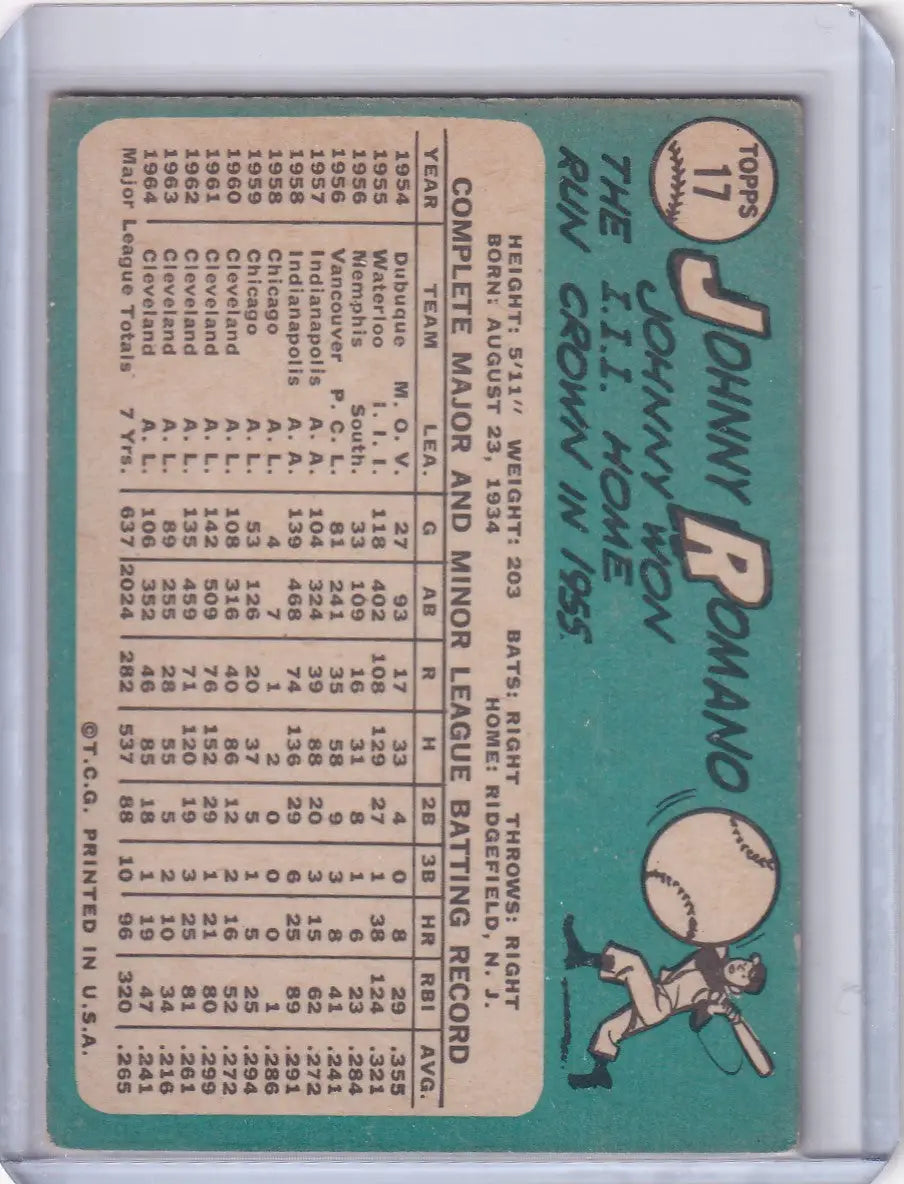 TOPPS
17
JOHNNY ROMANO
JOHNNY WON
THE I.I.I. HOME
RUN CROWN IN 1955.
HEIGHT: 5'11" WEIGHT: 203 BATS: RIGHT THROWS: RIGHT
BORN: AUGUST 23, 1934 HOME: RIDGEFIELD, N. J.
COMPLETE MAJOR AND MINOR LEAGUE BATTING RECORD
YEAR TEAM LEA. G AB R H 2B 3B HR RBI AVG.
1954 Dubuque M. O. V. 27 93 17 33 4 0 8 29 .355
1955 Waterloo I. I. I. 118 402 108 129 27 1 38 124 .321
1956 Memphis South. 33 109 16 31 8 1 6 23 .284
1956 Vancouver P. C. L. 81 241 35 58 9 3 8 41 .241
1957 Indianapolis A. A. 104 324 39 88 20 3 15 62 .272
1958 Indianapolis A. A. 139 468 74 136 29 6 25 89 .291
1958 Chicago A. L. 4 7 1 2 0 0 0 1 .286
1959 Chicago A. L. 53 126 20 37 5 1 5 25 .294
1960 Cleveland A. L. 108 316 40 86 12 2 16 52 .272
1961 Cleveland A. L. 142 509 76 152 29 1 21 80 .299
1962 Cleveland A. L. 135 459 71 120 19 3 25 81 .261
1963 Cleveland A. L. 89 255 28 55 5 2 10 34 .216
1964 Cleveland A. L. 106 352 46 85 18 1 19 47 .241
Major League Totals 7 Yrs. 637 2024 282 537 88 10 96 320 .265
©T.C.G. PRINTED IN U.S.A.